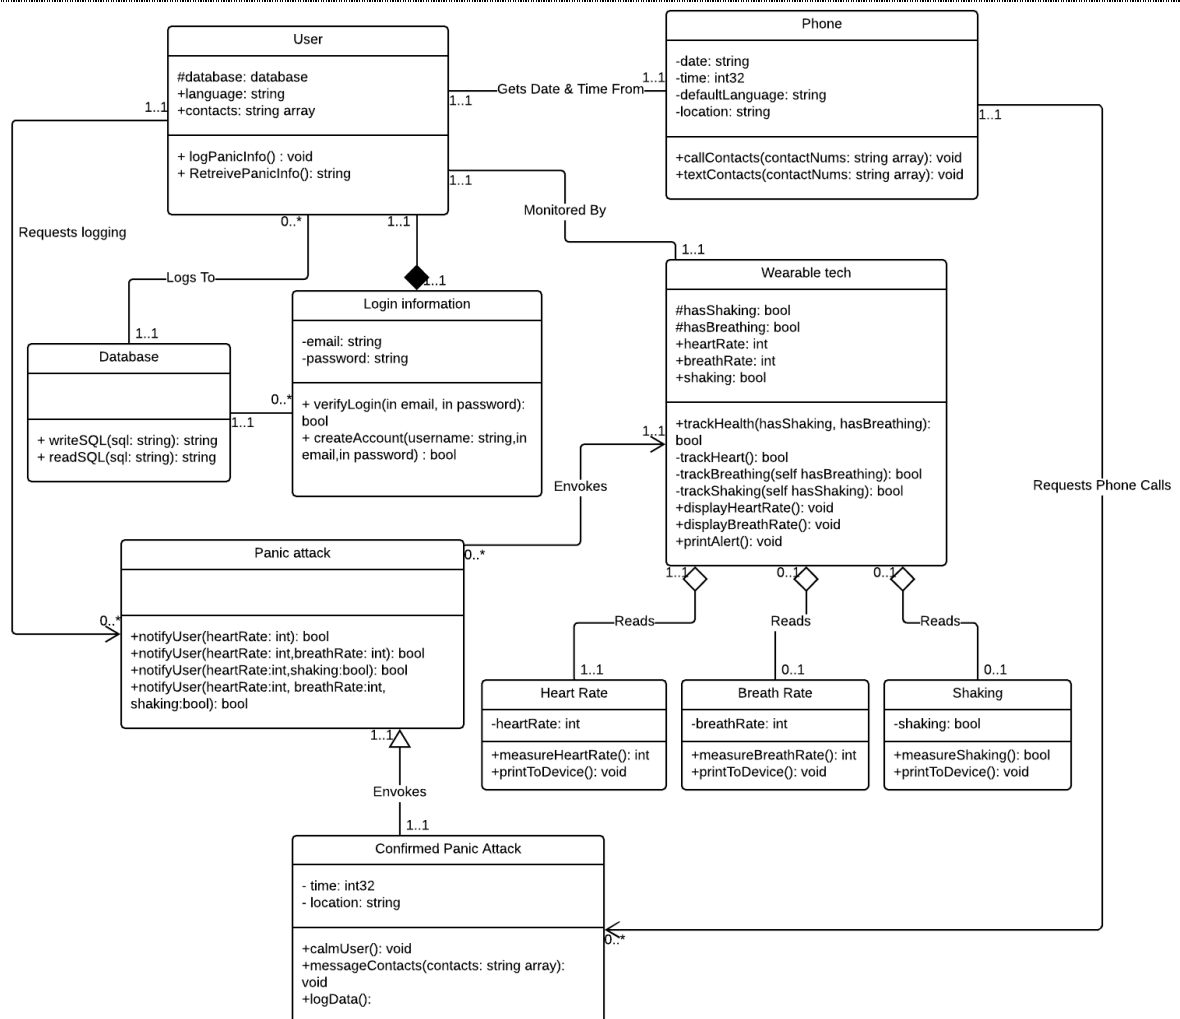 User
#database: database
+language: string
+contacts: string array
+ logPanicInfo() : void
+ RetreivePanicInfo(): string
Phone
-date: string
-time: int32
-defaultLanguage: string
-location: string
+callContacts(contactNums: string array): void
+textContacts(contactNums: string array): void
1..1
Gets Date & Time From
1..1
1..1
1..1
1..1
Monitored By
1..1
Requests logging
0..*
1..1
Logs To
1..1
1..1
Database
+ writeSQL(sql: string): string
+ readSQL(sql: string): string
Login information
-email: string
-password: string
+ verifyLogin(in email, in password):
bool
+ createAccount(username: string,in
email,in password) : bool
0..*
1..1
Wearable tech
#hasShaking: bool
#hasBreathing: bool
+heartRate: int
+breathRate: int
+shaking: bool
+trackHealth(hasShaking, hasBreathing):
bool
-trackHeart(): bool
-trackBreathing(self hasBreathing): bool
-trackShaking(self hasShaking): bool
+displayHeartRate(): void
+displayBreathRate(): void
+printAlert(): void
1..1
Envokes
0..*
Requests Phone Calls
Panic attack
+notifyUser(heartRate: int): bool
+notifyUser(heartRate: int,breathRate: int): bool
+notifyUser(heartRate:int,shaking:bool): bool
+notifyUser(heartRate:int, breathRate:int,
shaking:bool): bool
0..*
1..1
0..1
0..1
Reads
Reads
Reads
1..1
0..1
0..1
Heart Rate
-heartRate: int
+measureHeartRate(): int
+printToDevice(): void
Breath Rate
-breathRate: int
+measureBreathRate(): int
+printToDevice(): void
Shaking
-shaking: bool
+measureShaking(): bool
+printToDevice(): void
1..1
Envokes
1..1
Confirmed Panic Attack
- time: int32
- location: string
+calmUser(): void
+messageContacts(contacts: string array):
void
+logData():
0..*